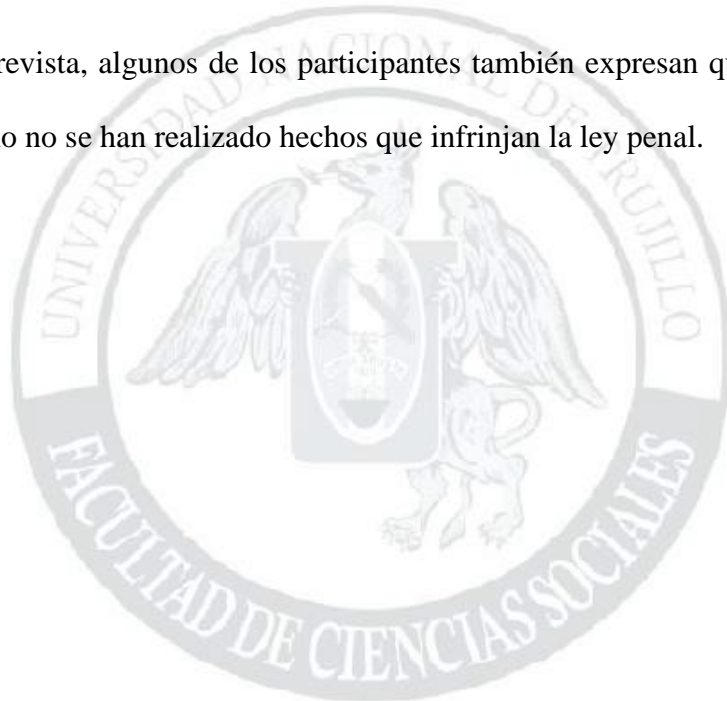 revista, algunos de los participantes también expresan qu
o no se han realizado hechos que infrinjan la ley penal.
UNIVERSIDAD NACIONAL DE TRUJILLO
FACULTAD DE CIENCIAS SOCIALES